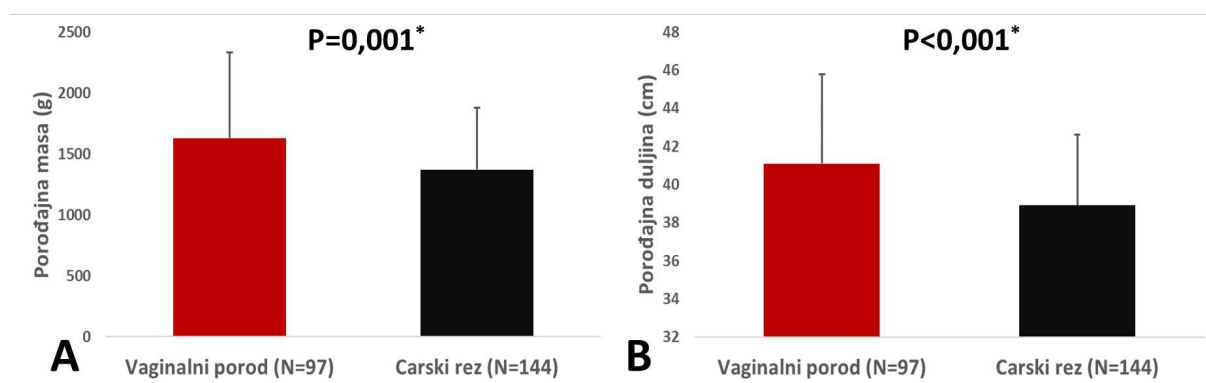 P=0,001*
Porođajna masa (g)
2500
2000
1500
1000
500
0
Vaginalni porod (N=97)
Carski rez (N=144)
A
P<0,001*
Porođajna duljina (cm)
48
46
44
42
40
38
36
34
32
Vaginalni porod (N=97)
Carski rez (N=144)
B